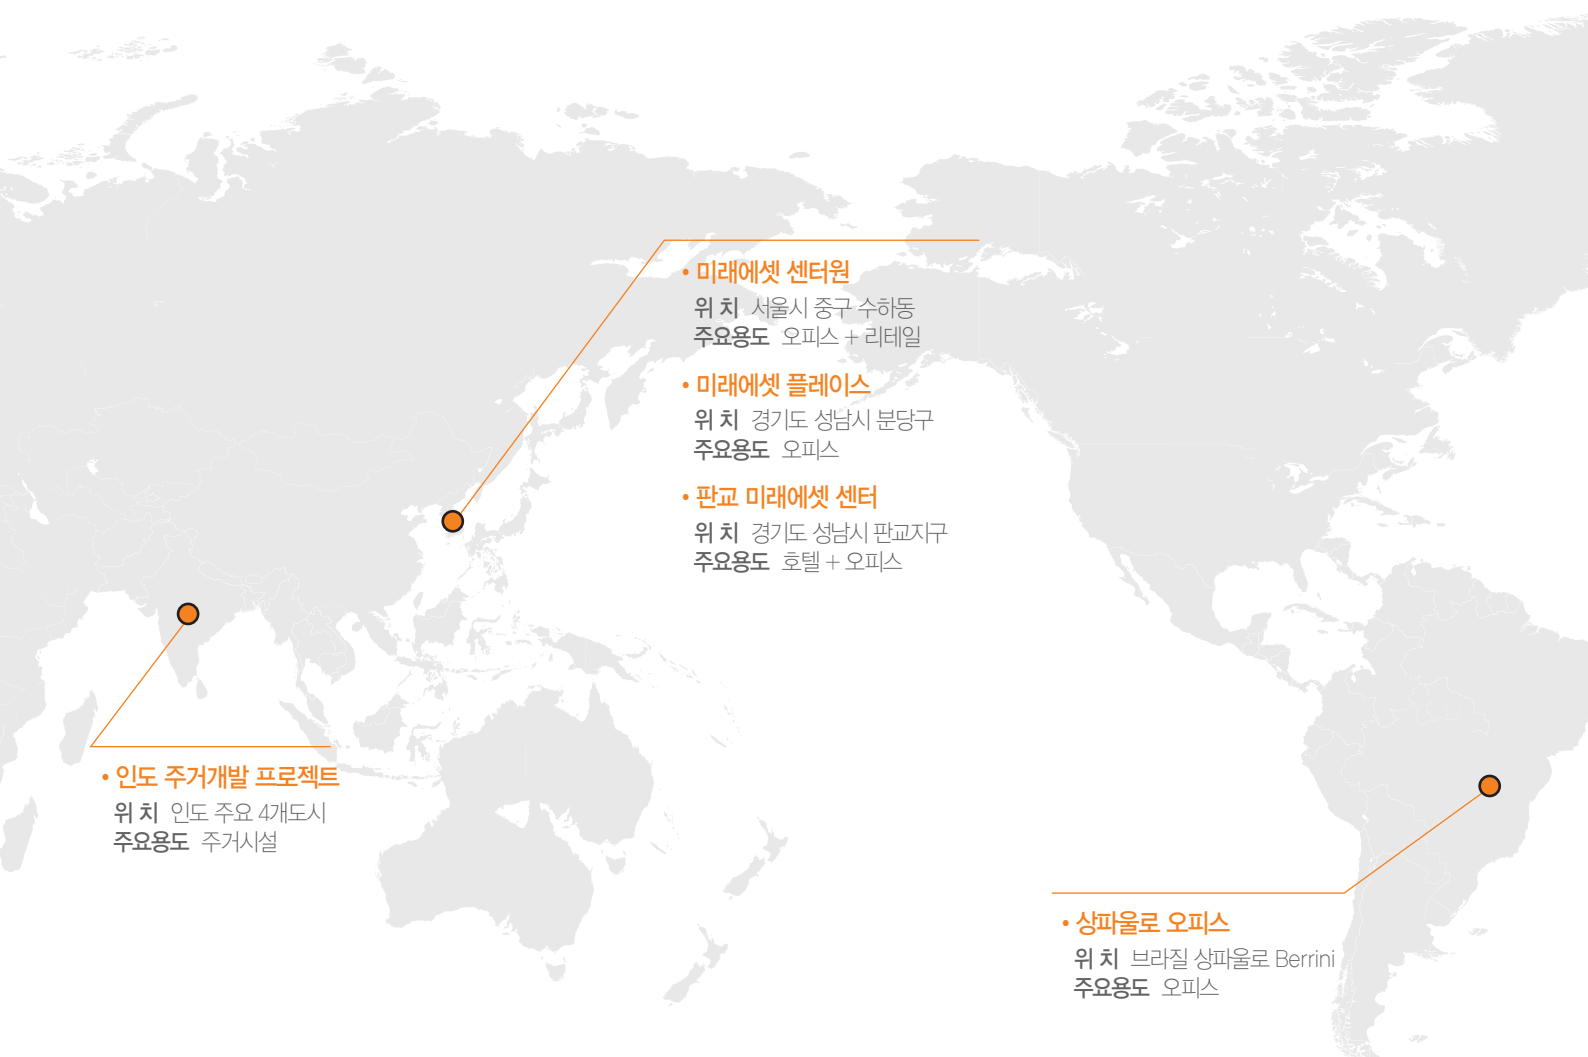 • 미래에셋 센터원
위 치 서울시 중구 수하동
주요용도 오피스 + 리테일
• 미래에셋 플레이스
위 치 경기도 성남시 분당구
주요용도 오피스
• 판교 미래에셋 센터
위 치 경기도 성남시 판교지구
주요용도 호텔 + 오피스
• 인도 주거개발 프로젝트
위 치 인도 주요 4개도시
주요용도 주거시설
• 상파울로 오피스
위 치 브라질 상파울로 Berrini
주요용도 오피스